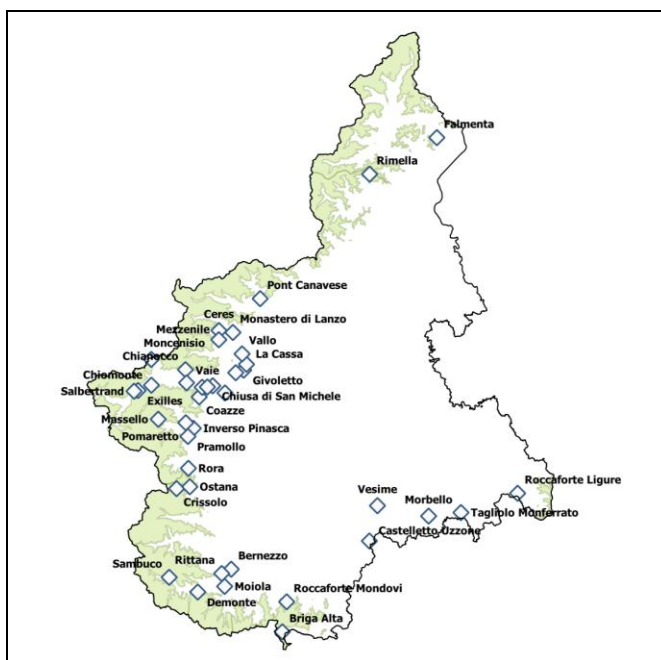 Falmenta
Rimella
Pont Canavese
Ceres
Monastero di Lanzo
Mezzenile
Moncenisio
Vallo
Chianocco
La Cassa
Vaie
Chiomonte
Givoletto
Salbertrand
Exilles
Chiusa di San Michele
Coazze
Massello
Inverso Pinasca
Pomaretto
Pramollo
Rora
Ostana
Crissolo
Roccaforte Ligure
Vesime
Morbello
Tagliolo Monferrato
Castelletto Uzzone
Bernezzo
Rittana
Sambuco
Moiola
Demonte
Roccaforte Mondovi
Briga Alta